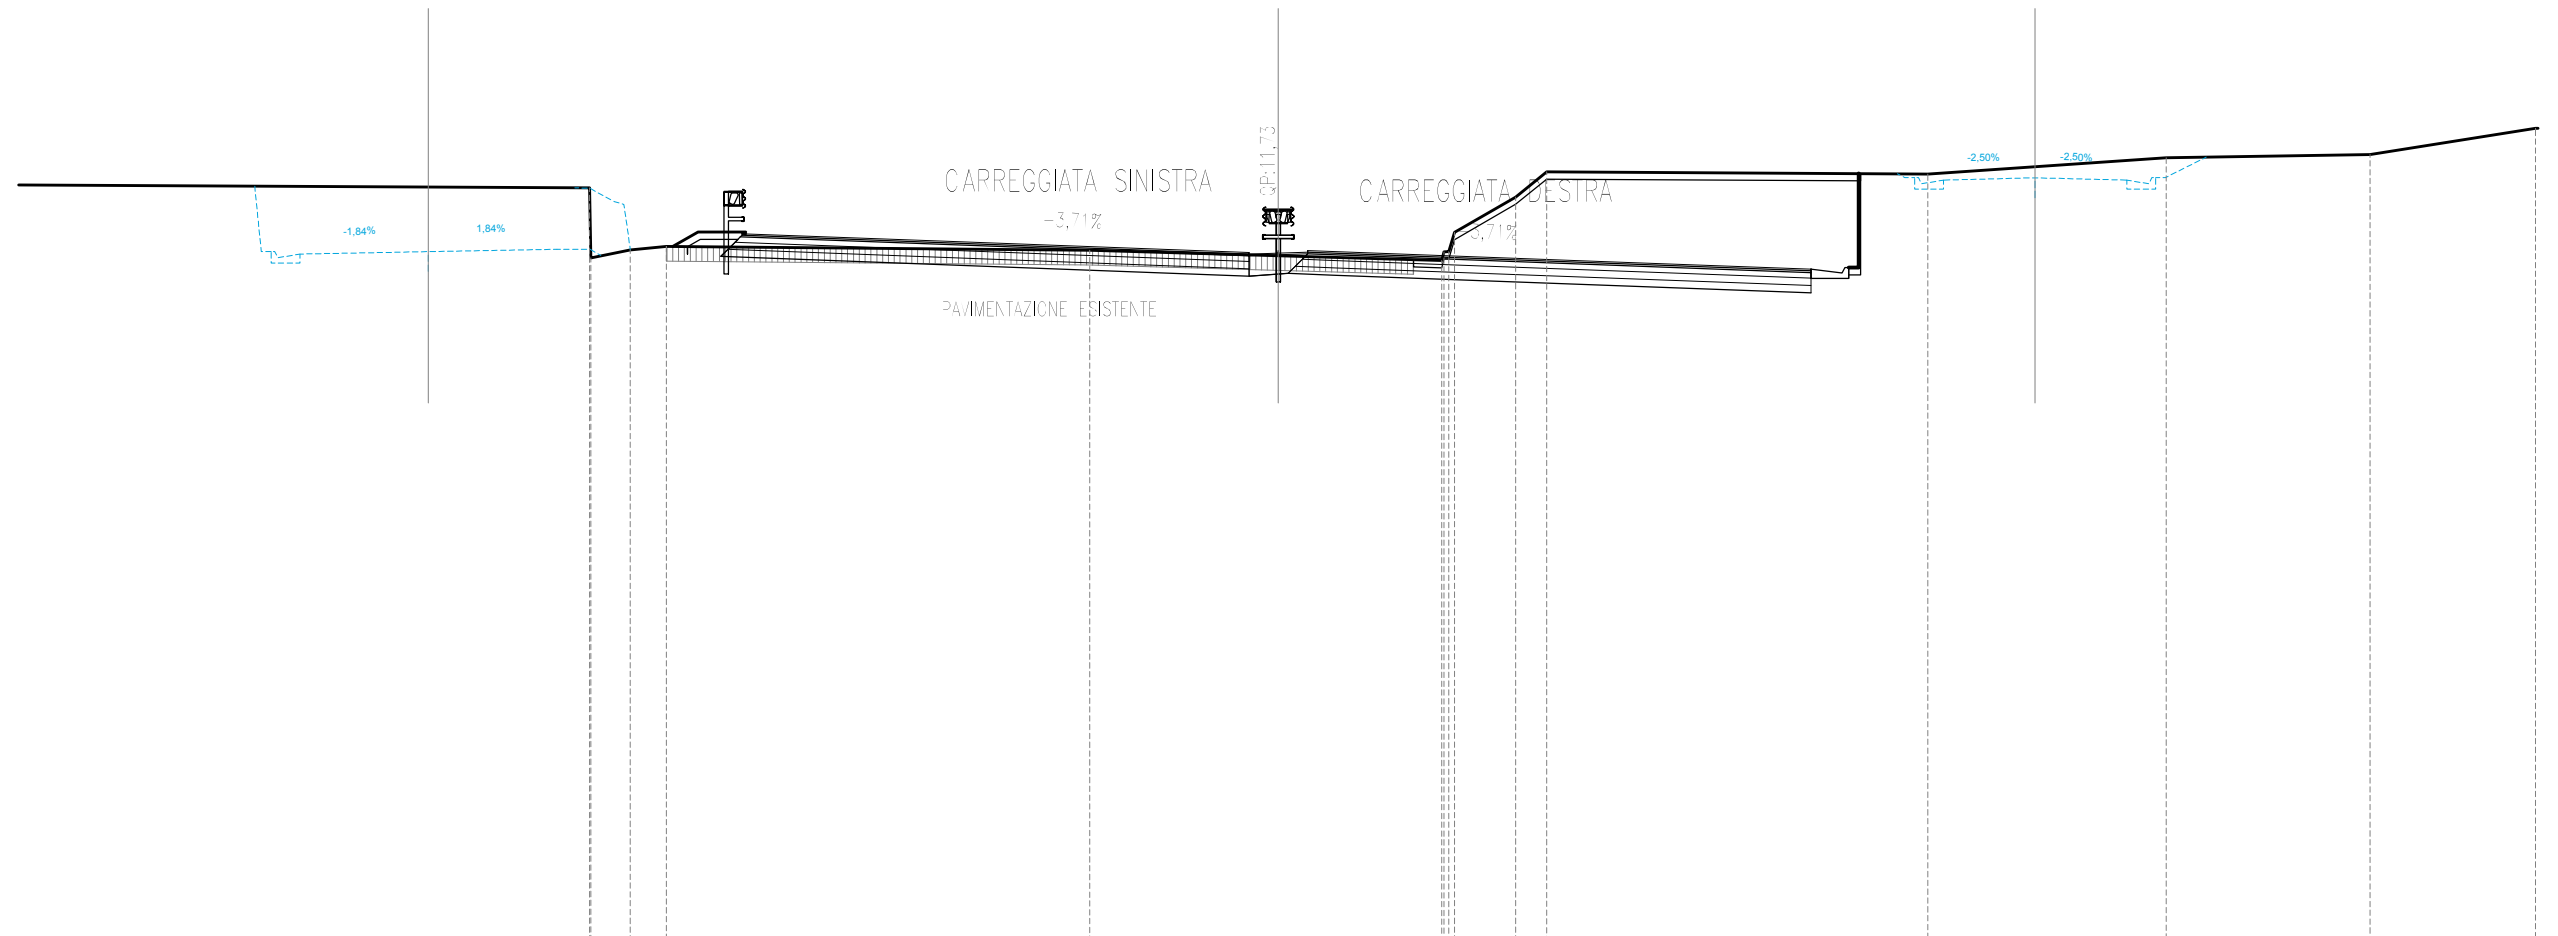 QP:11,73
-2,50%
-2,50%
CARREGGIATA SINISTRA
CARREGGIATA DESTRA
-3,71%
-3,71%
-1,84%
1,84%
PAVIMENTAZIONE ESISTENTE